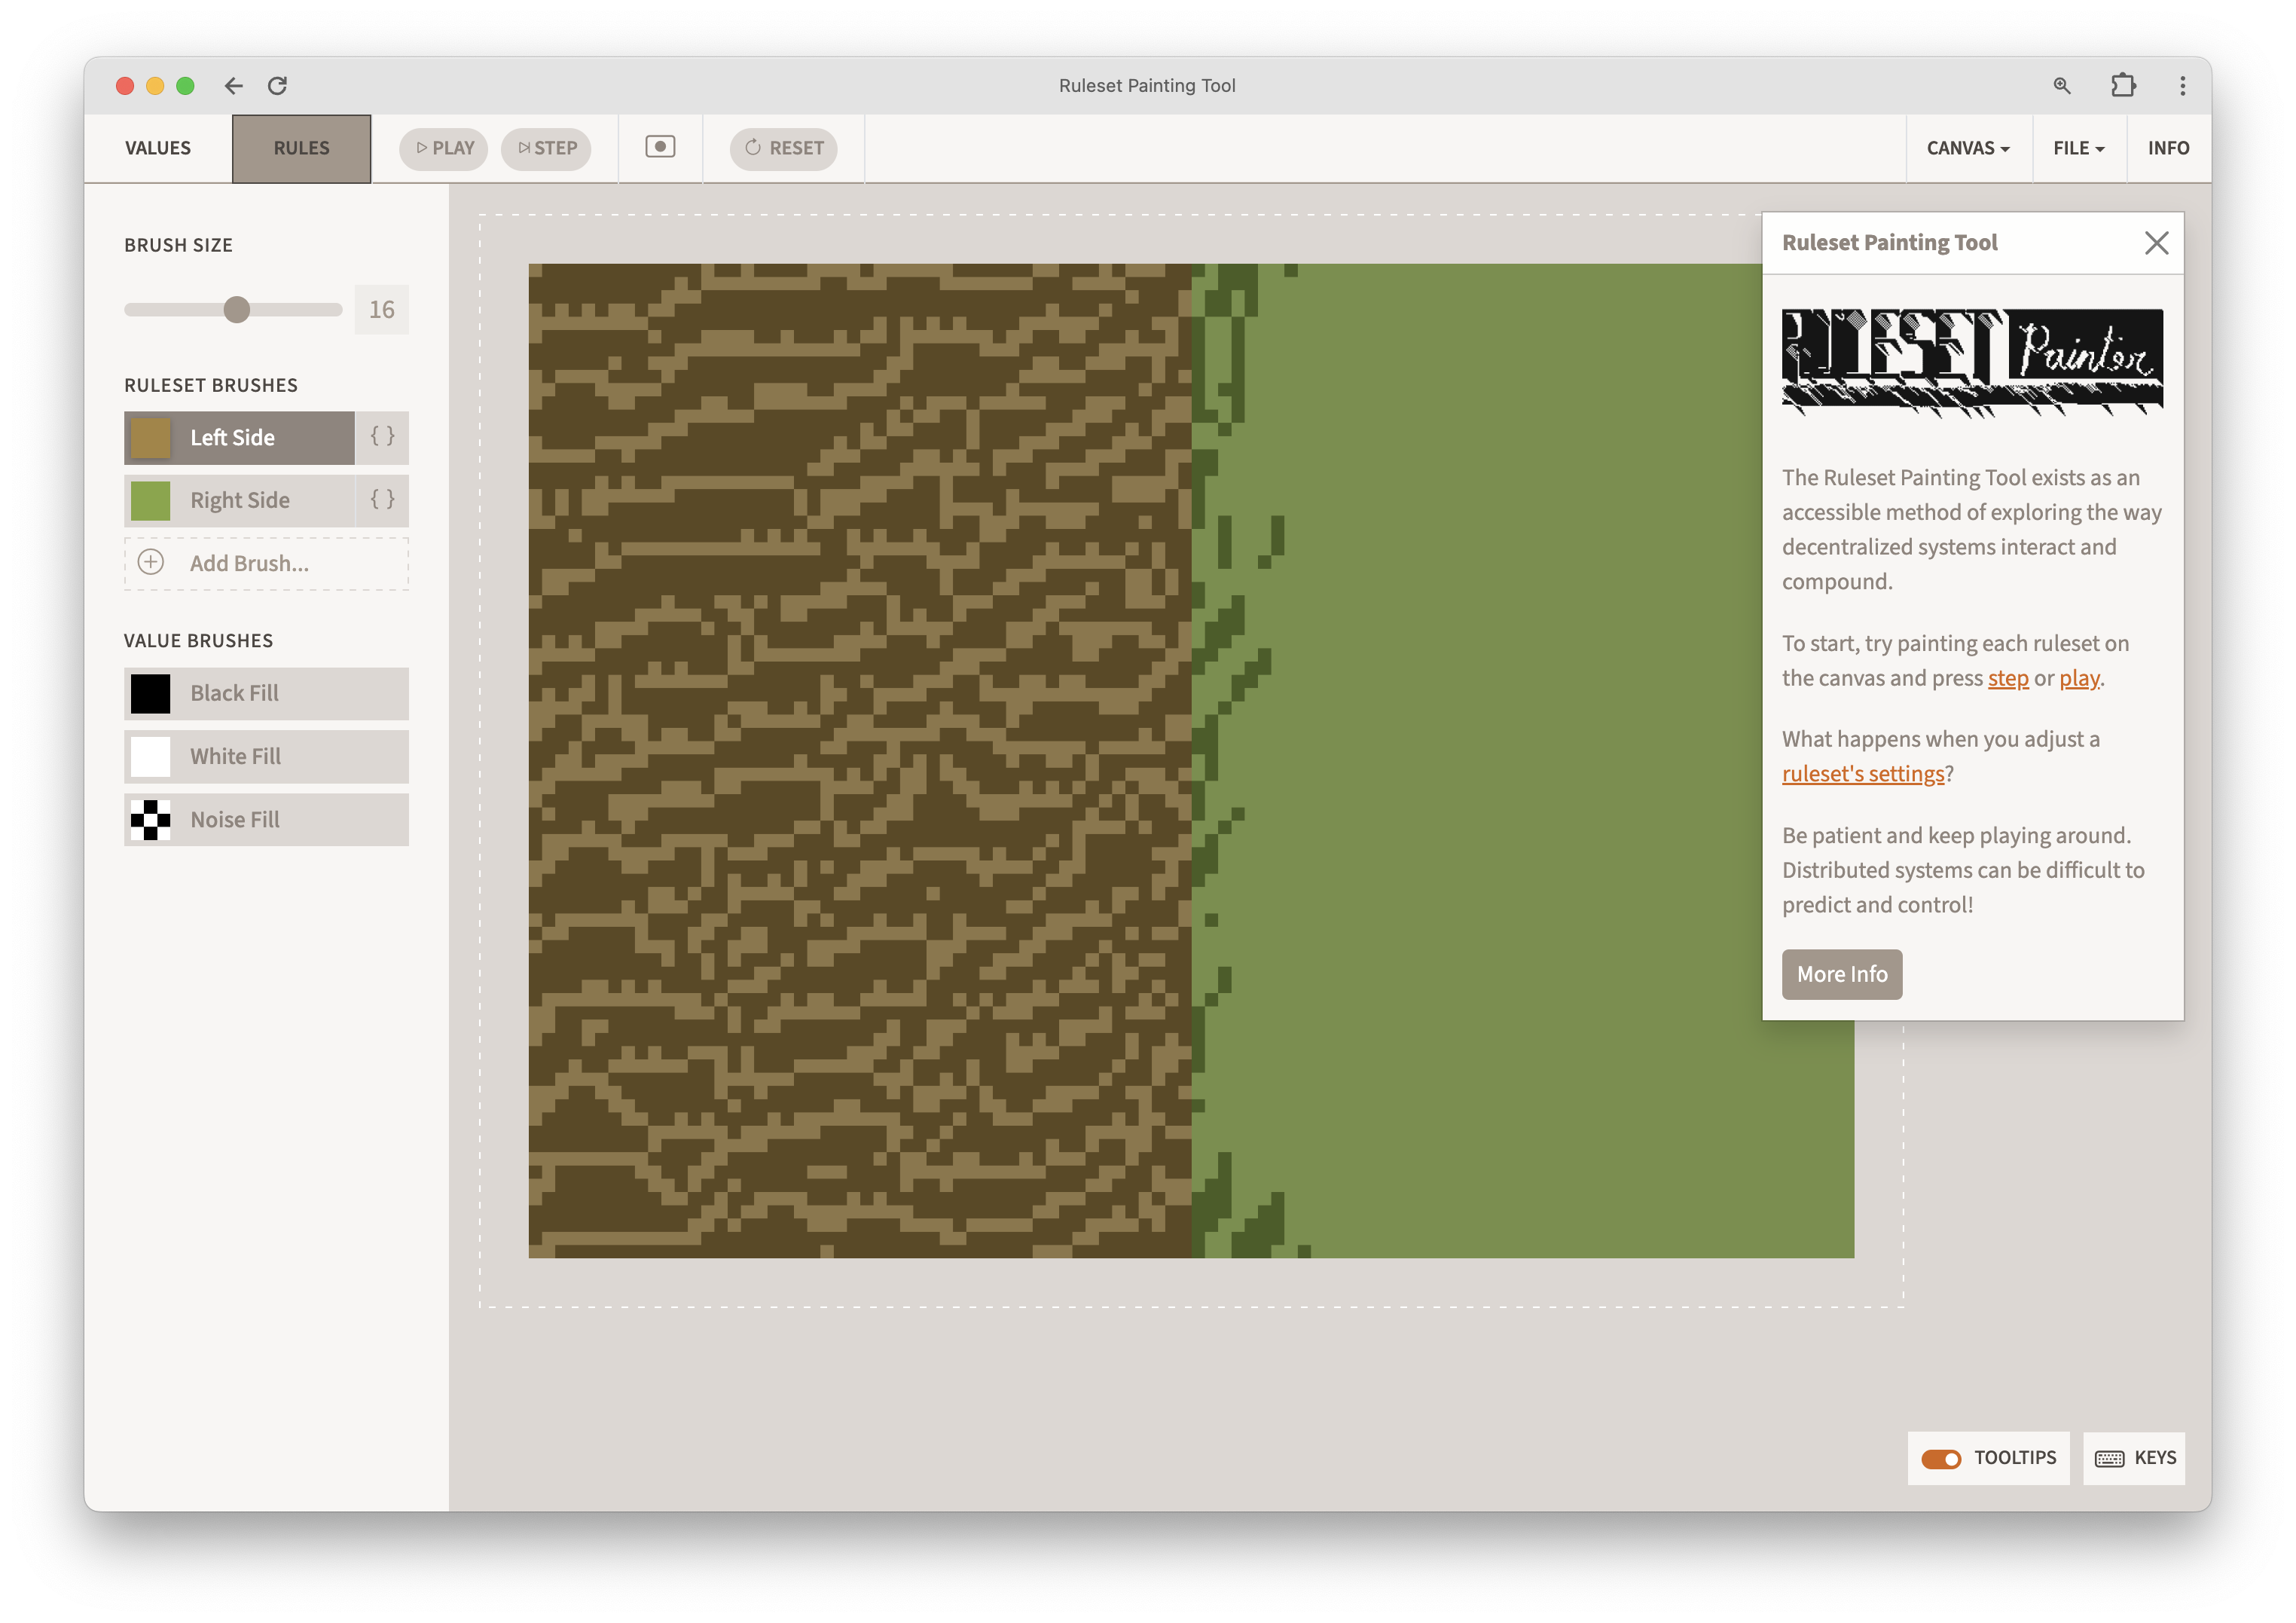 Ruleset Painting Tool
VALUES
RULES
PLAY
STEP
RESET
CANVAS
FILE
INFO
BRUSH SIZE
16
RULESET BRUSHES
Left Side
{ }
Right Side
{ }
Add Brush...
VALUE BRUSHES
Black Fill
White Fill
Noise Fill
Ruleset Painting Tool
RULESET Painter
The Ruleset Painting Tool exists as an
accessible method of exploring the way
decentralized systems interact and
compound.
To start, try painting each ruleset on
the canvas and press step or play.
What happens when you adjust a
ruleset's settings?
Be patient and keep playing around.
Distributed systems can be difficult to
predict and control!
More Info
TOOLTIPS
KEYS